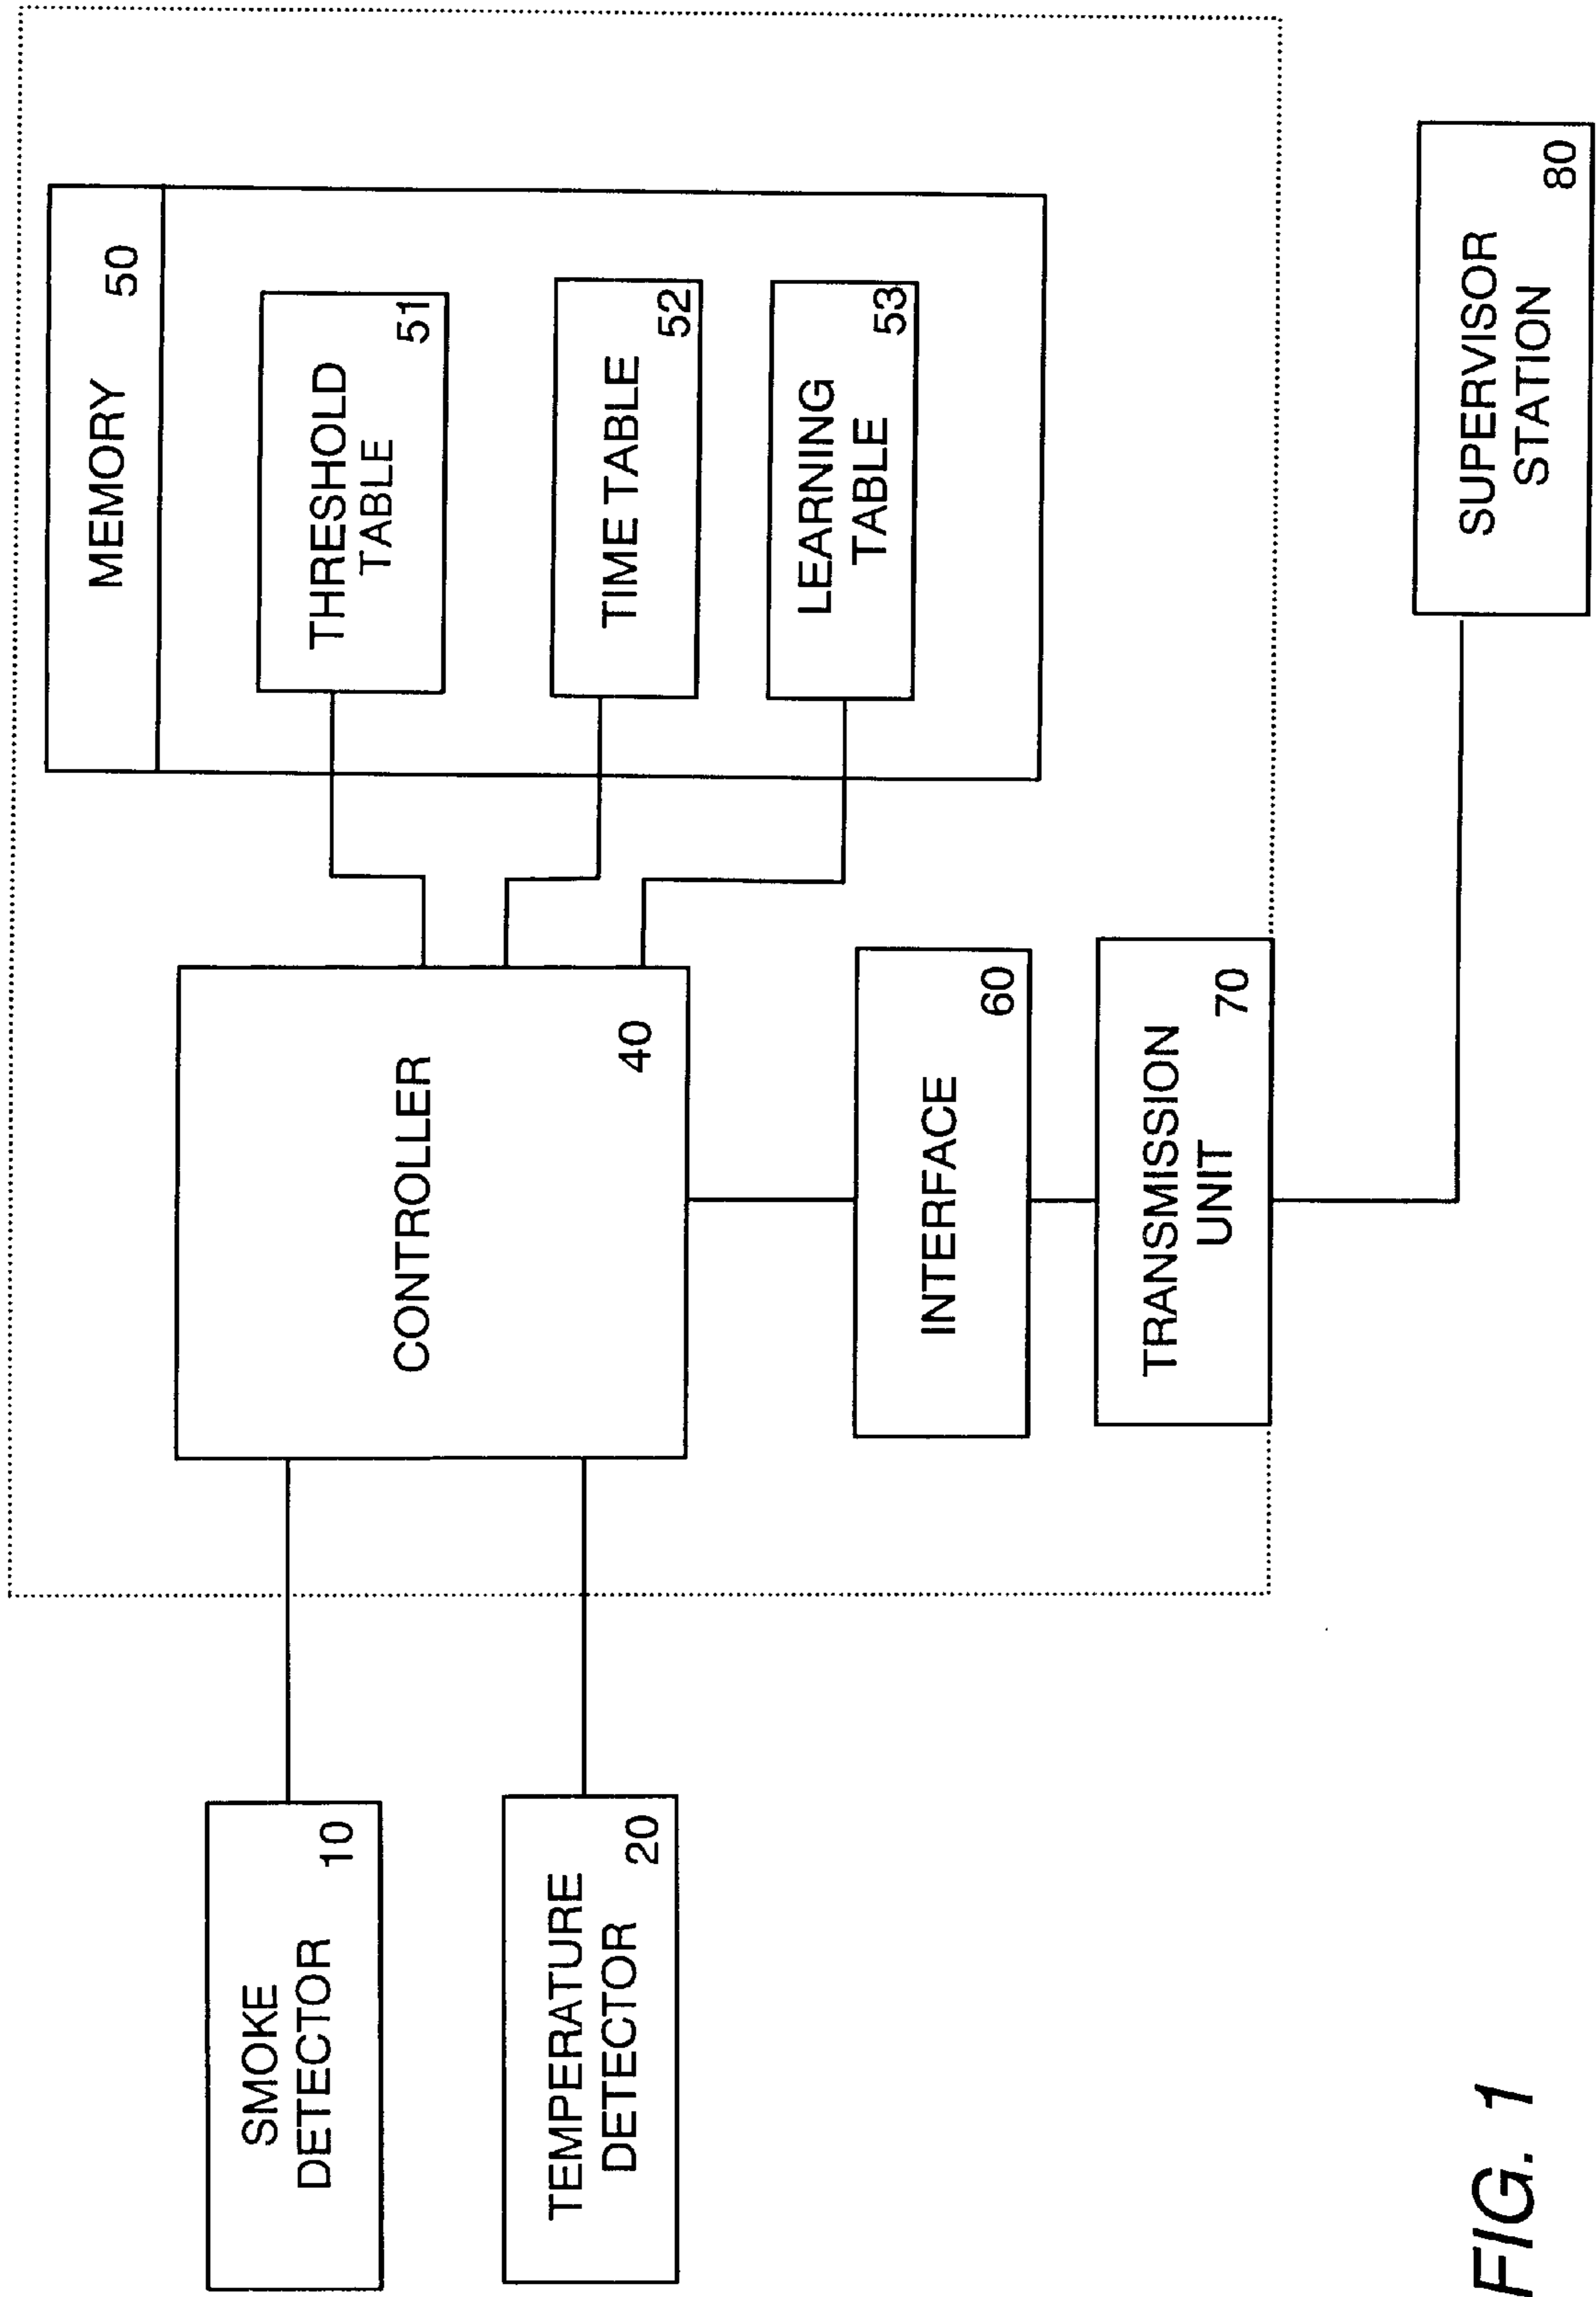 SMOKE
DETECTOR
10
TEMPERATURE
DETECTOR
20
CONTROLLER
40
MEMORY
50
THRESHOLD
TABLE
51
TIME TABLE
52
LEARNING
TABLE
53
INTERFACE
60
TRANSMISSION
UNIT
70
SUPERVISOR
STATION
80
FIG. 1